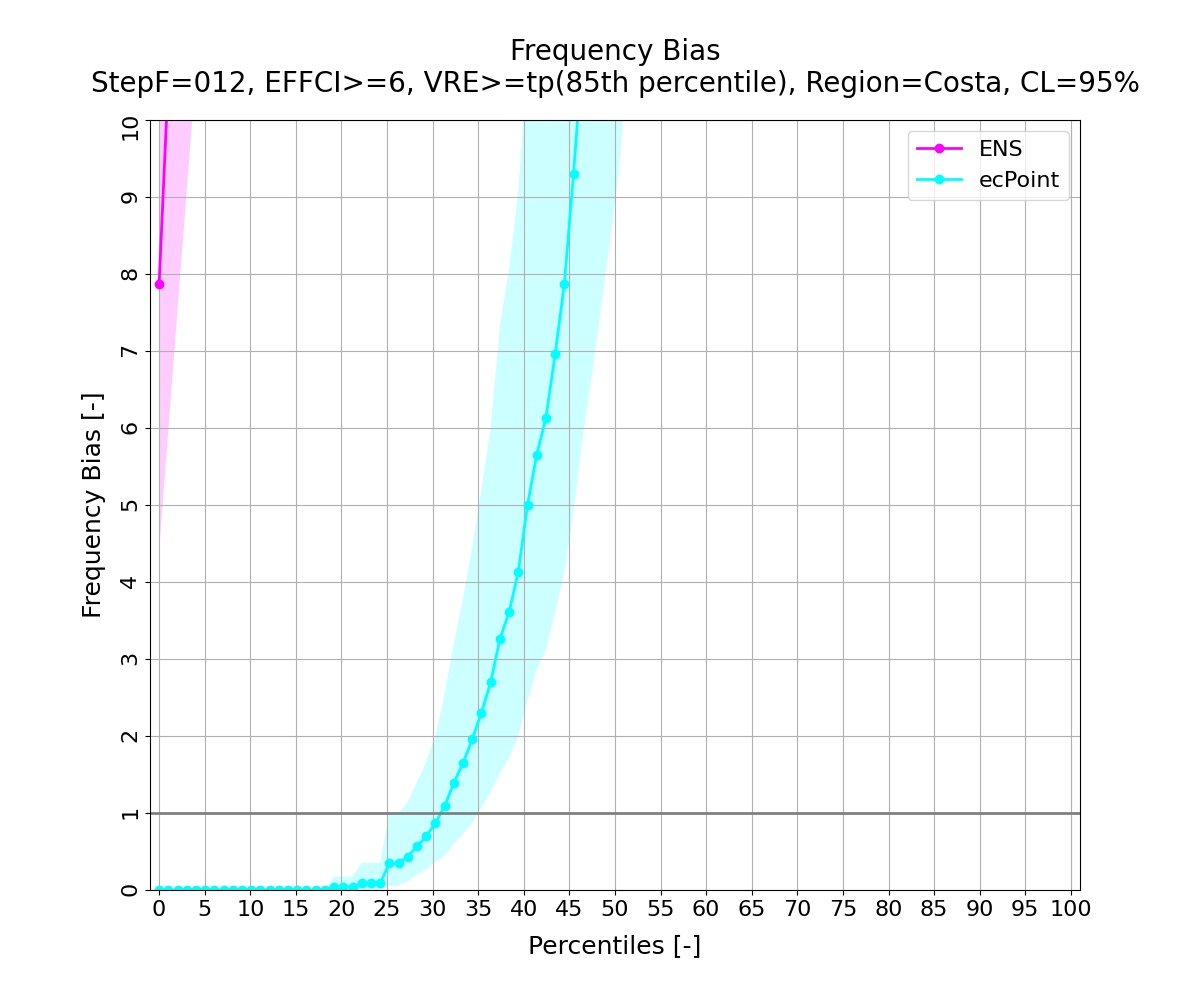 Frequency Bias
StepF=012, EFFCI>=6, VRE>=tp(85th percentile), Region=Costa, CL=95%
ENS
ecPoint
Frequency Bias [-]
10
9
8
7
6
5
4
3
2
1
0
0 5 10 15 20 25 30 35 40 45 50 55 60 65 70 75 80 85 90 95 100
Percentiles [-]